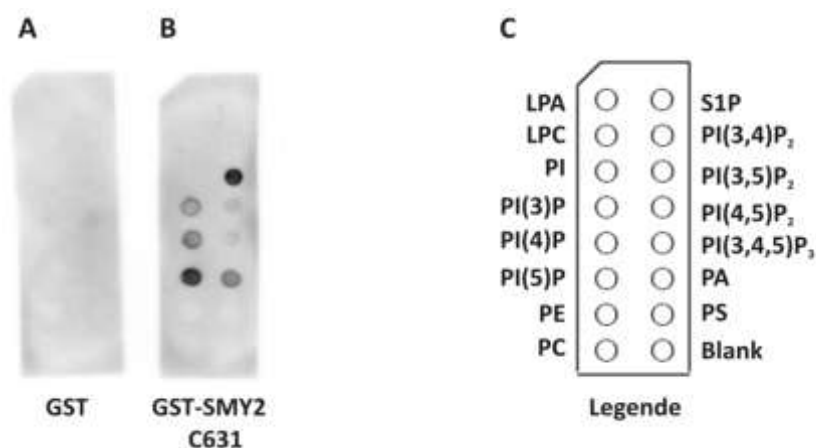 A
B
C
LPA
S1P
LPC
PI(3,4)P₂
PI
PI(3,5)P₂
PI(3)P
PI(4,5)P₂
PI(4)P
PI(3,4,5)P₃
PI(5)P
PA
PE
PS
PC
Blank
GST
GST-SMY2
C631
Legende